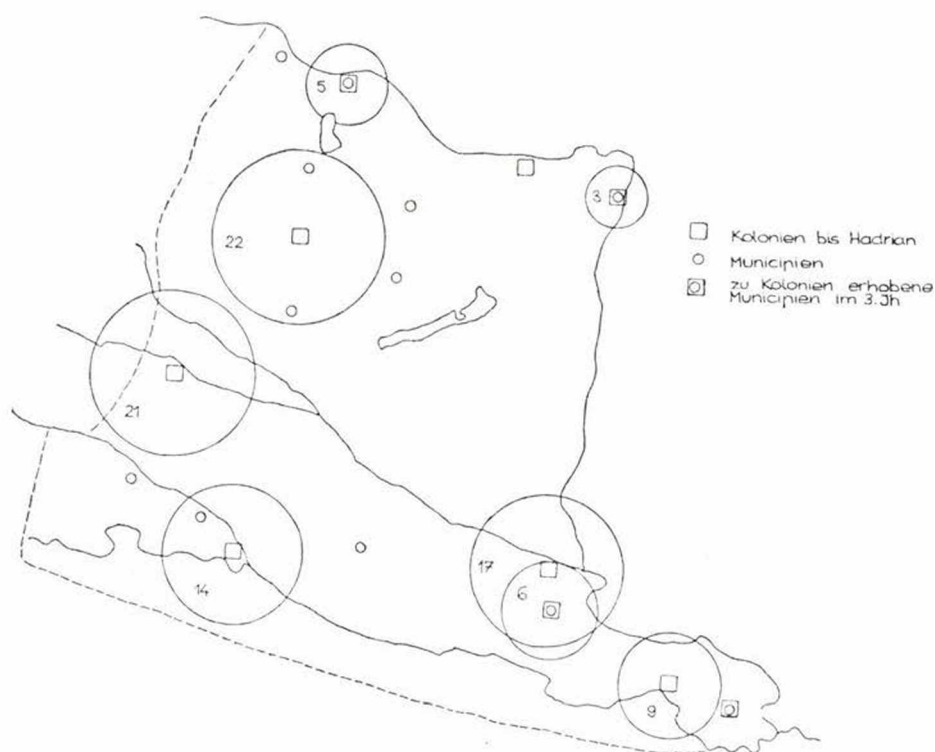 5
3
22
Kolonien bis Hadrian
Municipien
zu Kolonien erhobene
Municipien im 3.Jh
21
17
6
14
9